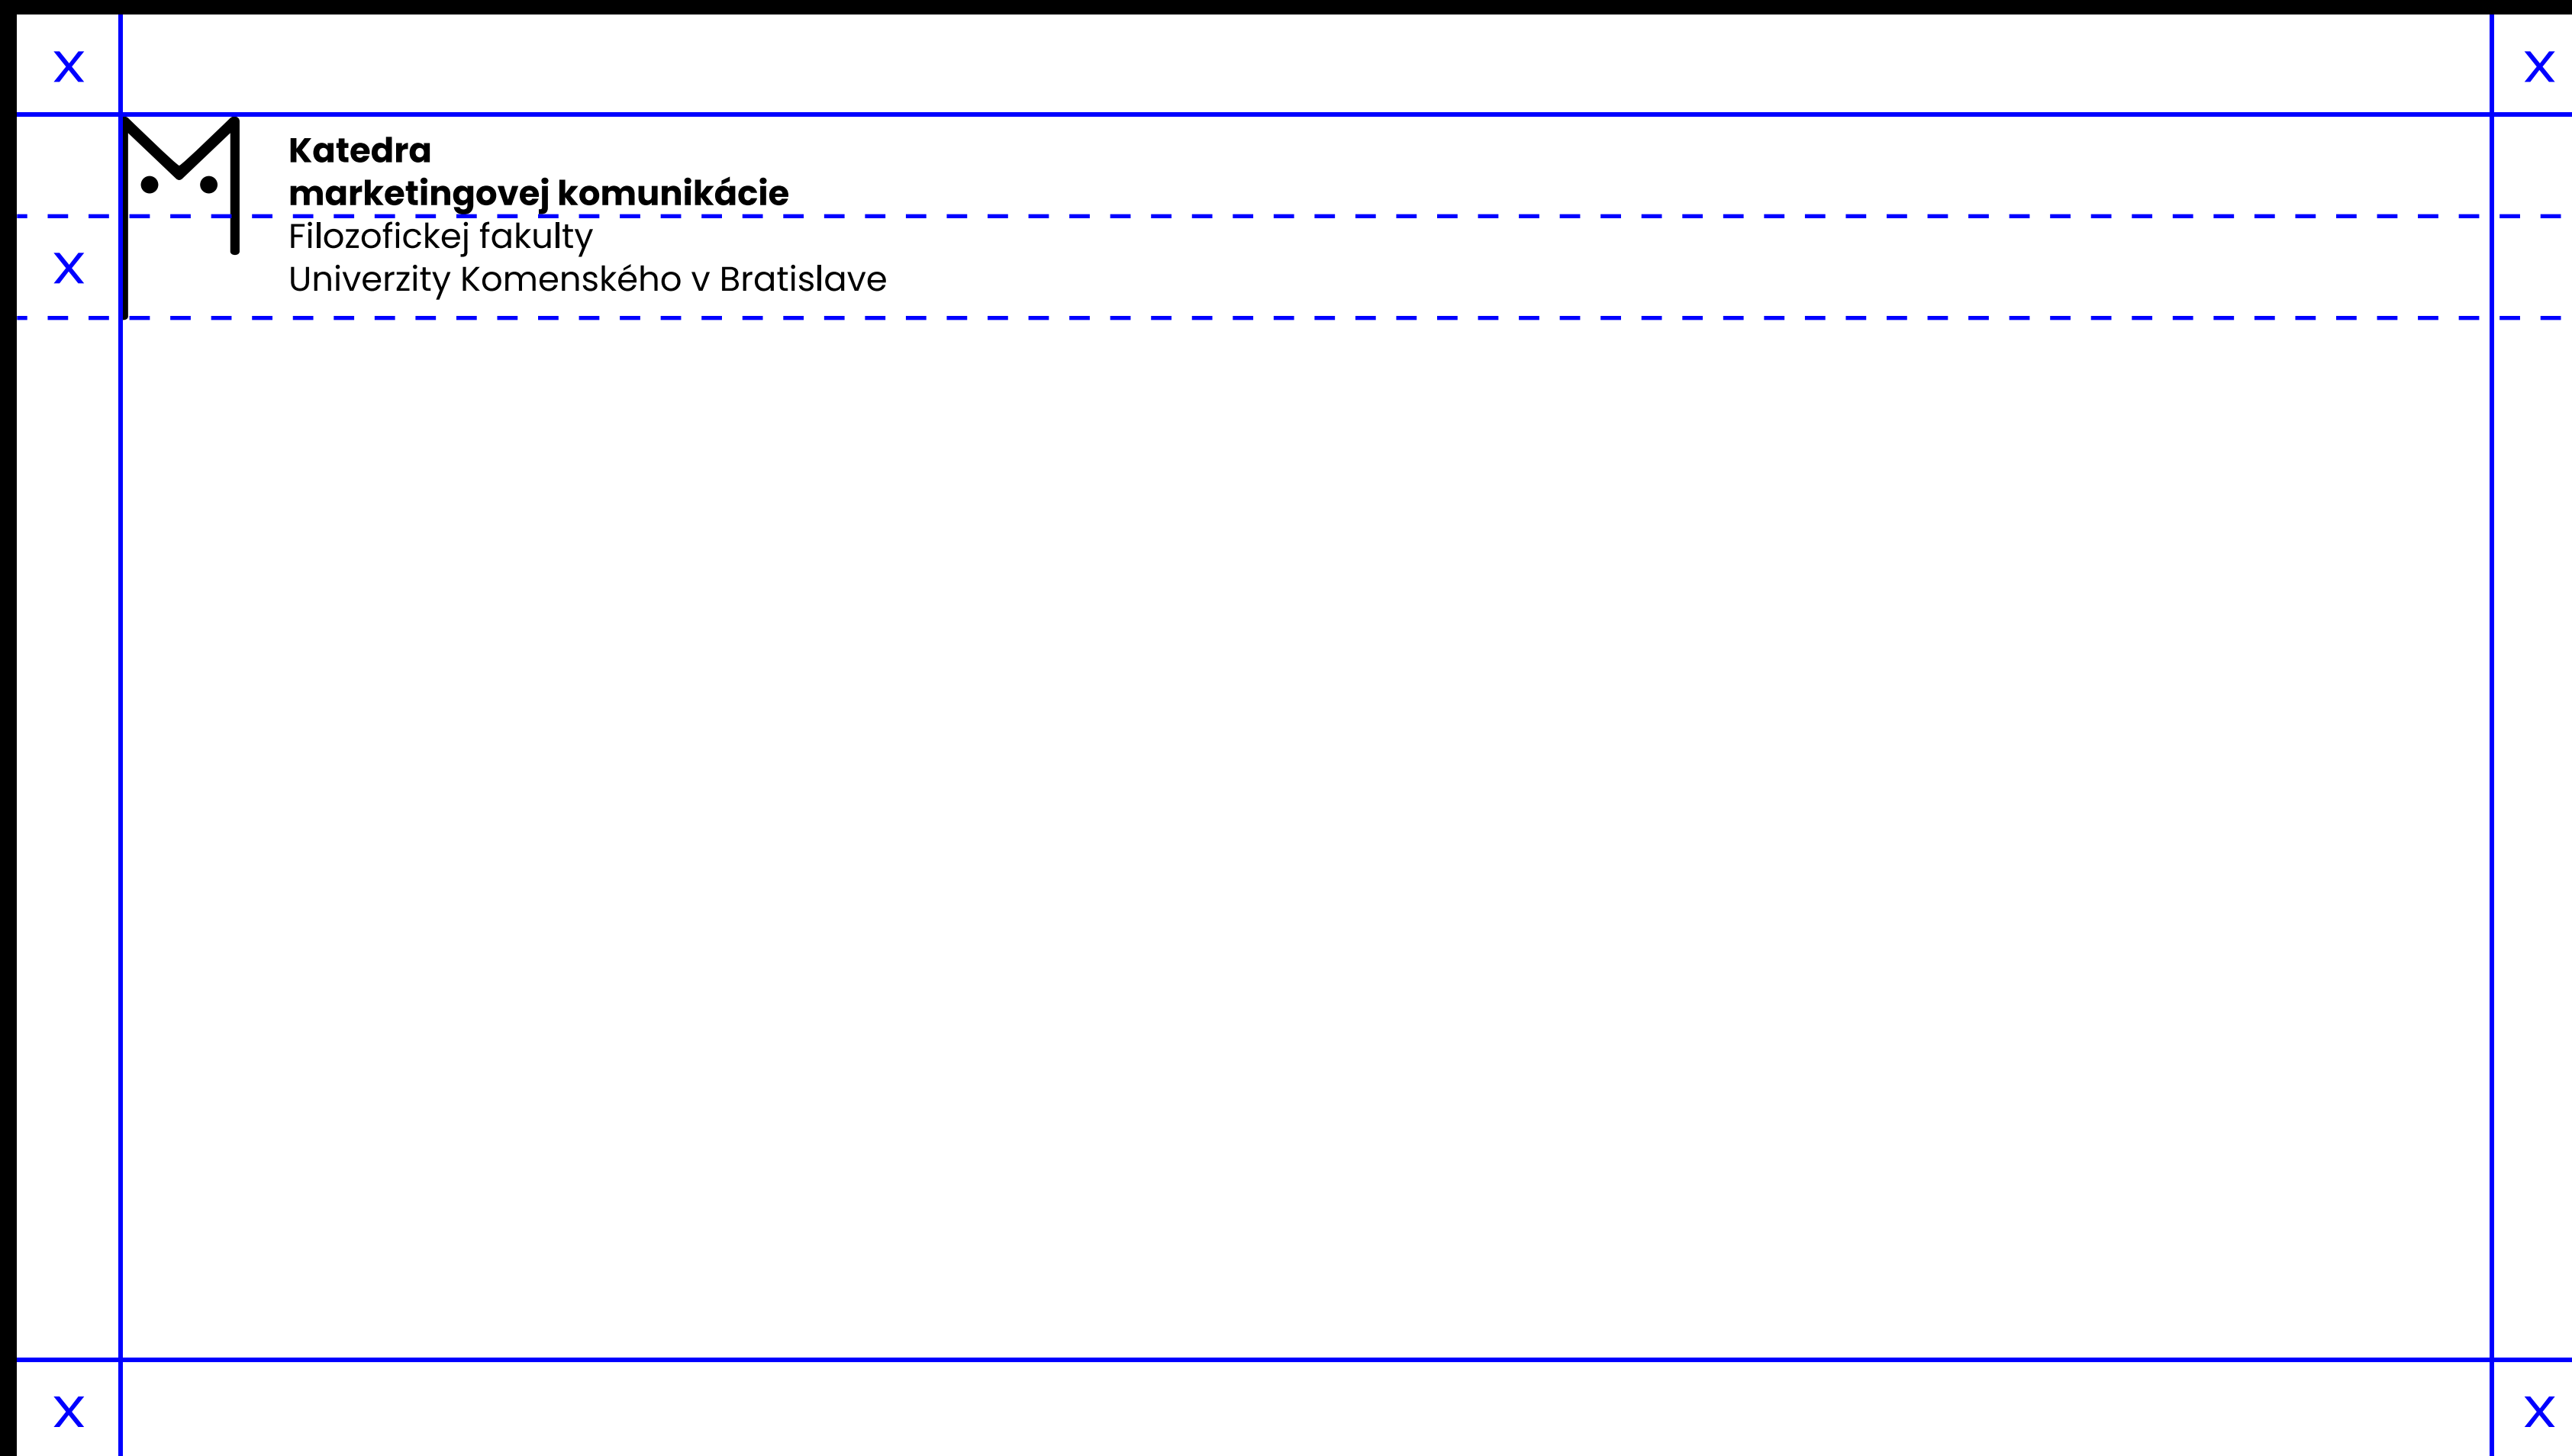 X
X
Katedra
marketingovej komunikácie
Filozofickej fakulty
X
Univerzity Komenského v Bratislave
X
X